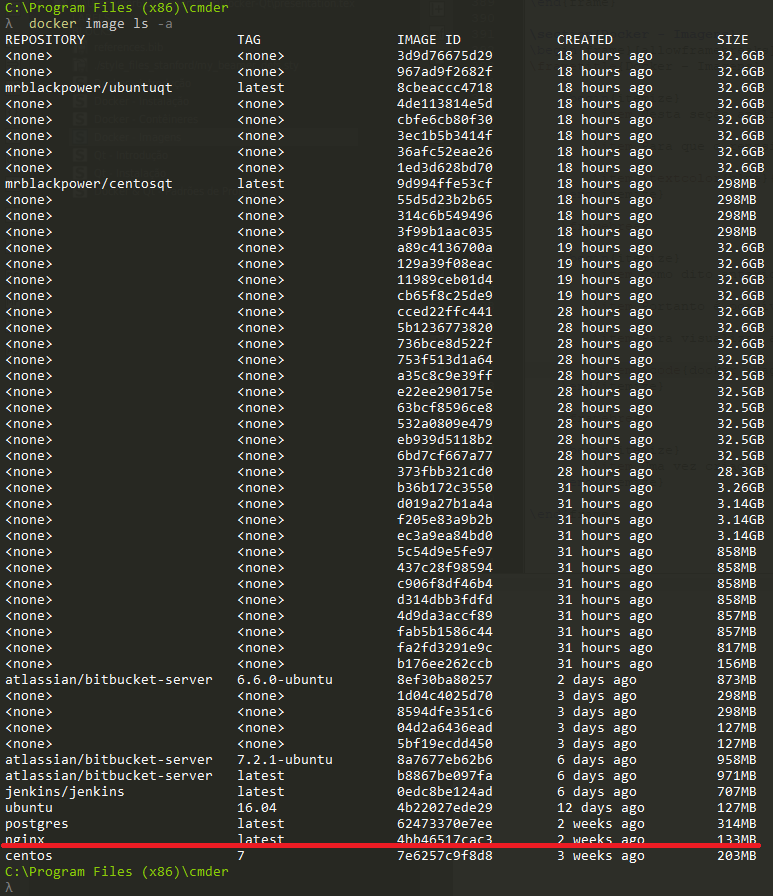 C:\Program Files (x86)\cmder
λ docker image ls -a
REPOSITORY TAG IMAGE ID CREATED SIZE
<none> <none> 3d9d76675d29 18 hours ago 32.6GB
<none> <none> 967ad9f2682f 18 hours ago 32.6GB
mrblackpower/ubuntuqt latest 8cbeaccc4718 18 hours ago 32.6GB
<none> <none> 4de113814e5d 18 hours ago 32.6GB
<none> <none> cbfe6cb80f30 18 hours ago 32.6GB
<none> <none> 3ec1b5b3414f 18 hours ago 32.6GB
<none> <none> 36afc52eae26 18 hours ago 32.6GB
<none> <none> 1ed3d628bd70 18 hours ago 32.6GB
mrblackpower/centosqt latest 9d994ffe53cf 18 hours ago 298MB
<none> <none> 55d5d23b2b65 18 hours ago 298MB
<none> <none> 314c6b549496 18 hours ago 298MB
<none> <none> 3f99b1aac035 18 hours ago 298MB
<none> <none> a89c4136700a 19 hours ago 32.6GB
<none> <none> 129a39f08eac 19 hours ago 32.6GB
<none> <none> 11989ceb01d4 19 hours ago 32.6GB
<none> <none> cb65f8c25de9 19 hours ago 32.6GB
<none> <none> cced22ffc441 28 hours ago 32.6GB
<none> <none> 5b1236773820 28 hours ago 32.6GB
<none> <none> 736bce8d522f 28 hours ago 32.6GB
<none> <none> 753f513d1a64 28 hours ago 32.5GB
<none> <none> a35c8c9e39ff 28 hours ago 32.5GB
<none> <none> e22ee290175e 28 hours ago 32.5GB
<none> <none> 63bcf8596ce8 28 hours ago 32.5GB
<none> <none> 532a0809e479 28 hours ago 32.5GB
<none> <none> eb939d5118b2 28 hours ago 32.5GB
<none> <none> 6bd7cf667a77 28 hours ago 32.5GB
<none> <none> 373fbb321cd0 28 hours ago 28.3GB
<none> <none> b36b172c3550 31 hours ago 3.26GB
<none> <none> d019a27b1a4a 31 hours ago 3.14GB
<none> <none> f205e83a9b2b 31 hours ago 3.14GB
<none> <none> ec3a9ea84bd0 31 hours ago 3.14GB
<none> <none> 5c54d9e5fe97 31 hours ago 858MB
<none> <none> 437c28f98594 31 hours ago 858MB
<none> <none> c906f8df46b4 31 hours ago 858MB
<none> <none> d314dbb3fdfd 31 hours ago 858MB
<none> <none> 4d9da3accf89 31 hours ago 857MB
<none> <none> fab5b1586c44 31 hours ago 857MB
<none> <none> fa2fd3291e9c 31 hours ago 817MB
<none> <none> b176ee262ccb 31 hours ago 156MB
atlassian/bitbucket-server 6.6.0-ubuntu 8ef30ba80257 2 days ago 873MB
<none> <none> 1d04c4025d70 3 days ago 298MB
<none> <none> 8594dfe351c6 3 days ago 298MB
<none> <none> 04d2a6436ead 3 days ago 127MB
<none> <none> 5bf19ecdd450 3 days ago 127MB
atlassian/bitbucket-server 7.2.1-ubuntu 8a7677eb62b6 6 days ago 958MB
atlassian/bitbucket-server latest b8867be097fa 6 days ago 971MB
jenkins/jenkins latest 0edc8be124ad 6 days ago 707MB
ubuntu 16.04 4b22027ede29 12 days ago 127MB
postgres latest 62473370e7ee 2 weeks ago 314MB
nginx latest 4bb46517cac3 2 weeks ago 133MB
centos 7 7e6257c9f8d8 3 weeks ago 203MB
C:\Program Files (x86)\cmder
λ